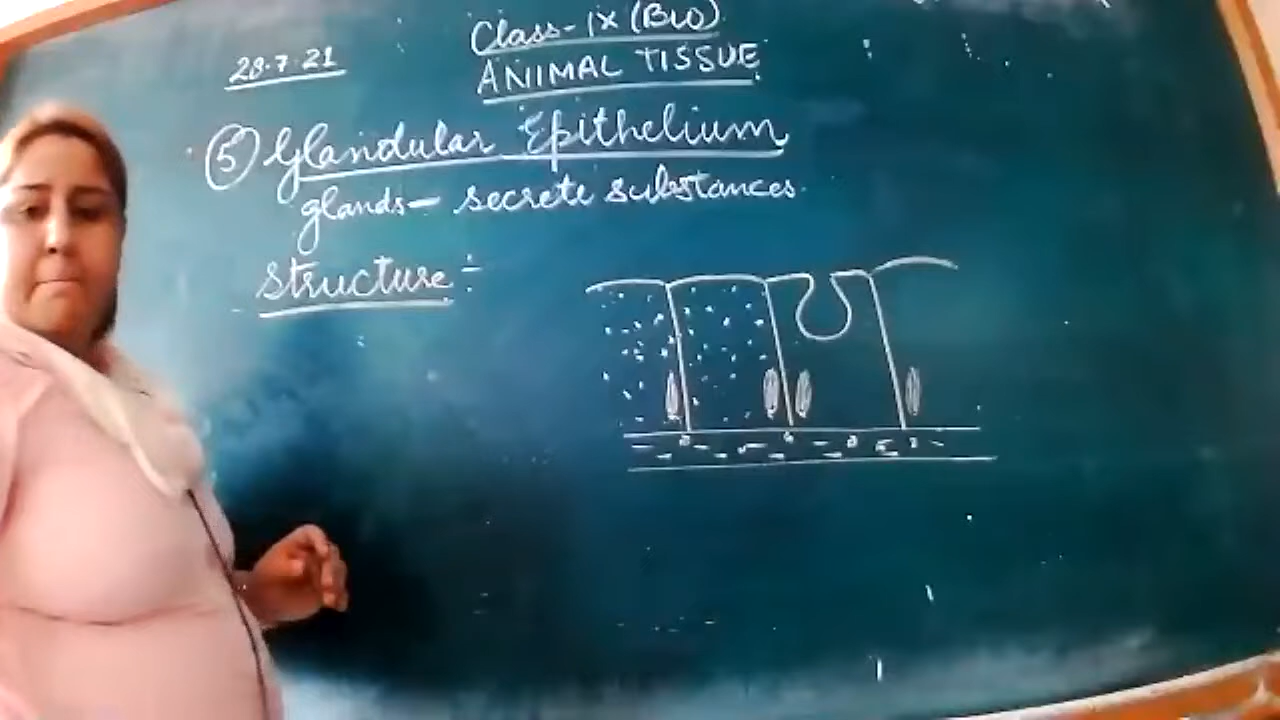 Class-IX (Bio)
28.7.21
ANIMAL TISSUE
⑤ Glandular Epithelium
glands- secrete substances
structure:-